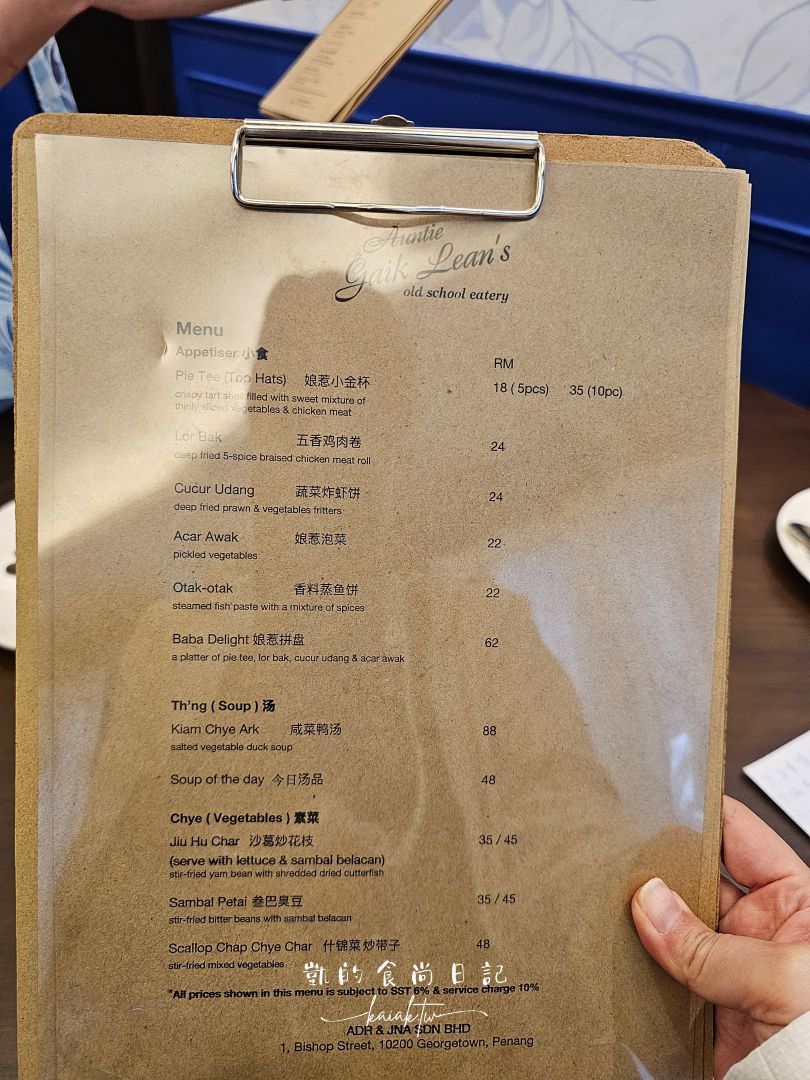 Auntie
Gaik Lean's
old school eatery
Menu
Appetiser 小食
RM
Pie Tee (Top Hats) 娘惹小金杯 18 ( 5pcs) 35 (10pc)
crispy tart shell filled with sweet mixture of
thinly sliced vegetables & chicken meat
Lor Bak 五香鸡肉卷 24
deep fried 5-spice braised chicken meat roll
Cucur Udang 蔬菜炸虾饼 24
deep fried prawn & vegetables fritters
Acar Awak 娘惹泡菜 22
pickled vegetables
Otak-otak 香料蒸鱼饼 22
steamed fish paste with a mixture of spices
Baba Delight 娘惹拼盘 62
a platter of pie tee, lor bak, cucur udang & acar awak
Th'ng ( Soup ) 汤
Kiam Chye Ark 咸菜鸭汤 88
salted vegetable duck soup
Soup of the day 今日汤品 48
Chye ( Vegetables ) 素菜
Jiu Hu Char 沙葛炒花枝 35 / 45
(serve with lettuce & sambal belacan)
stir-fried yam bean with shredded dried cutterfish
Sambal Petai 叁巴臭豆 35 / 45
stir-fried bitter beans with sambal belacan
Scallop Chap Chye Char 什锦菜炒带子 48
stir-fried mixed vegetables
凱的食尚日記
*All prices shown in this menu is subject to SST 6% & service charge 10%
kaiak.tw
ADR & JNA SDN BHD
1, Bishop Street, 10200 Georgetown, Penang